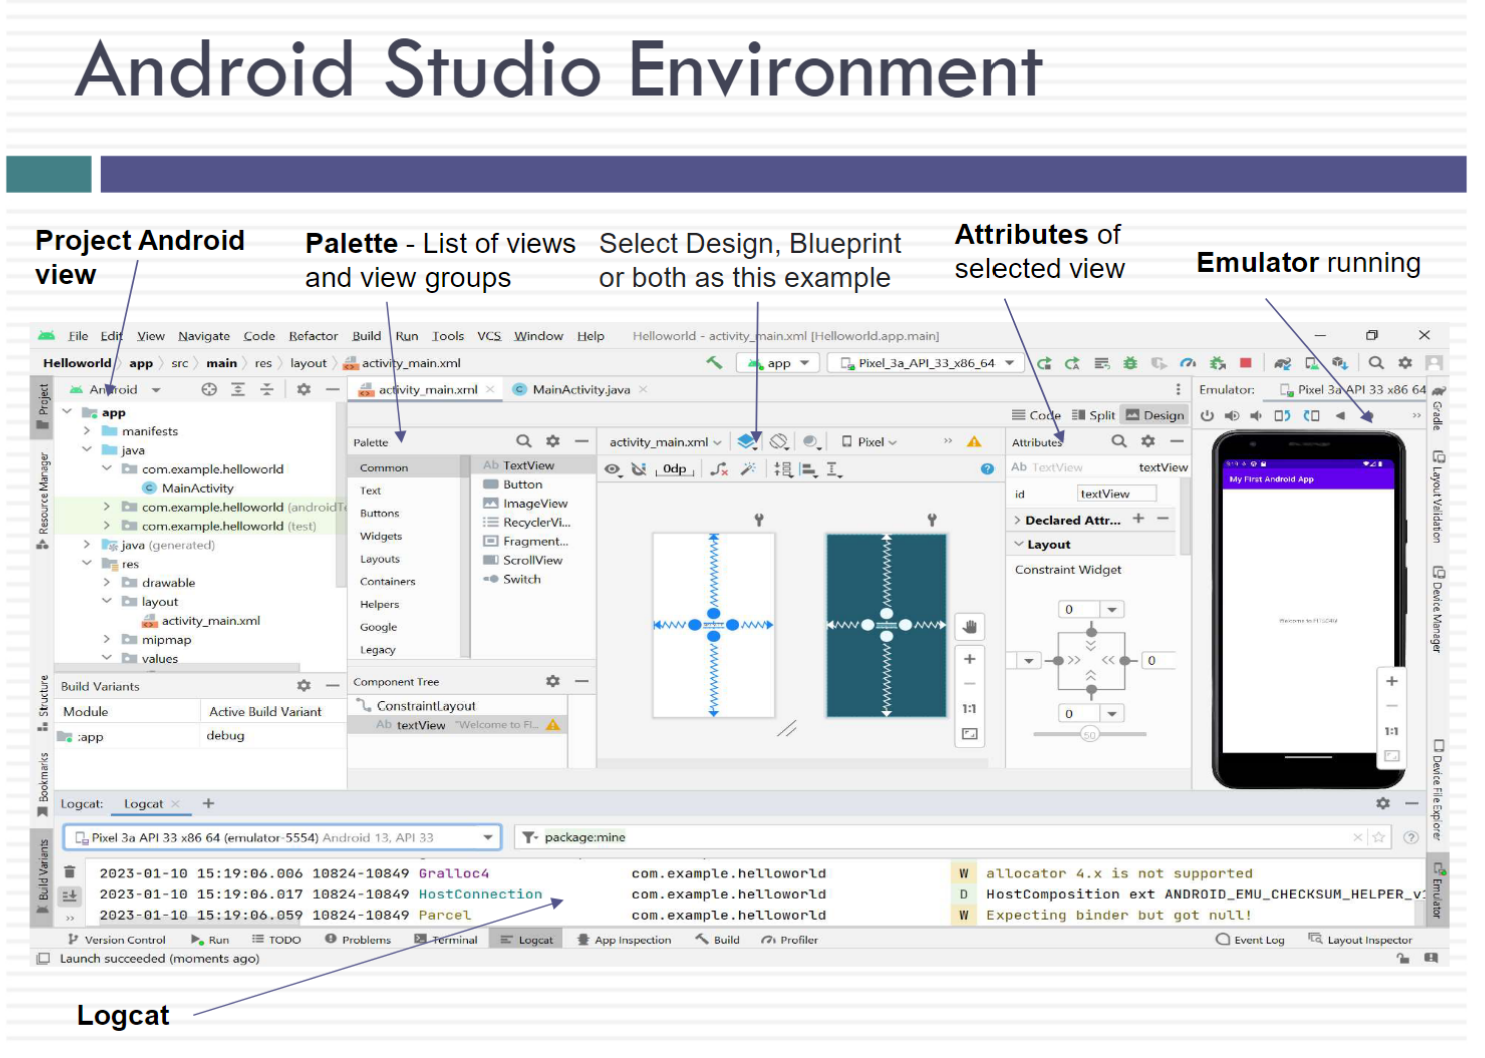 Android Studio Environment
Project Android
view
Palette - List of views
and view groups
Select Design, Blueprint
or both as this example
Attributes of
selected view
Emulator running
File Edit View Navigate Code Refactor Build Run Tools VCS Window Help Helloworld - activity_main.xml [Helloworld.app.main]
Helloworld app src main res layout activity_main.xml
app
Pixel_3a_API_33_x86_64
Project
Resource Manager
Structure
Bookmarks
Build Variants
Android
app
manifests
java
com.example.helloworld
MainActivity
com.example.helloworld (androidT
com.example.helloworld (test)
java (generated)
res
drawable
layout
activity_main.xml
mipmap
values
Build Variants
Module Active Build Variant
:app debug
activity_main.xml
MainActivity.java
Code Split Design
Palette
Common
Text
Buttons
Widgets
Layouts
Containers
Helpers
Google
Legacy
Ab TextView
Button
ImageView
RecyclerVi...
Fragment...
ScrollView
Switch
Component Tree
ConstraintLayout
Ab textView "Welcome to FI...
activity_main.xml
Pixel
0dp
1:1
Attributes
Ab TextView textView
id textView
Declared Attr...
Layout
Constraint Widget
0
0
0
50
Emulator: Pixel 3a API 33 x86 64
My First Android App
1:1
Gradle
Layout Validation
Device Manager
Device File Explorer
Emulator
Logcat: Logcat
Pixel 3a API 33 x86 64 (emulator-5554) Android 13, API 33
package:mine
2023-01-10 15:19:06.006 10824-10849 Gralloc4 com.example.helloworld W allocator 4.x is not supported
2023-01-10 15:19:06.017 10824-10849 HostConnection com.example.helloworld D HostComposition ext ANDROID_EMU_CHECKSUM_HELPER_v1
2023-01-10 15:19:06.059 10824-10849 Parcel com.example.helloworld W Expecting binder but got null!
Version Control Run TODO Problems Terminal Logcat App Inspection Build Profiler Event Log Layout Inspector
Launch succeeded (moments ago)
Logcat